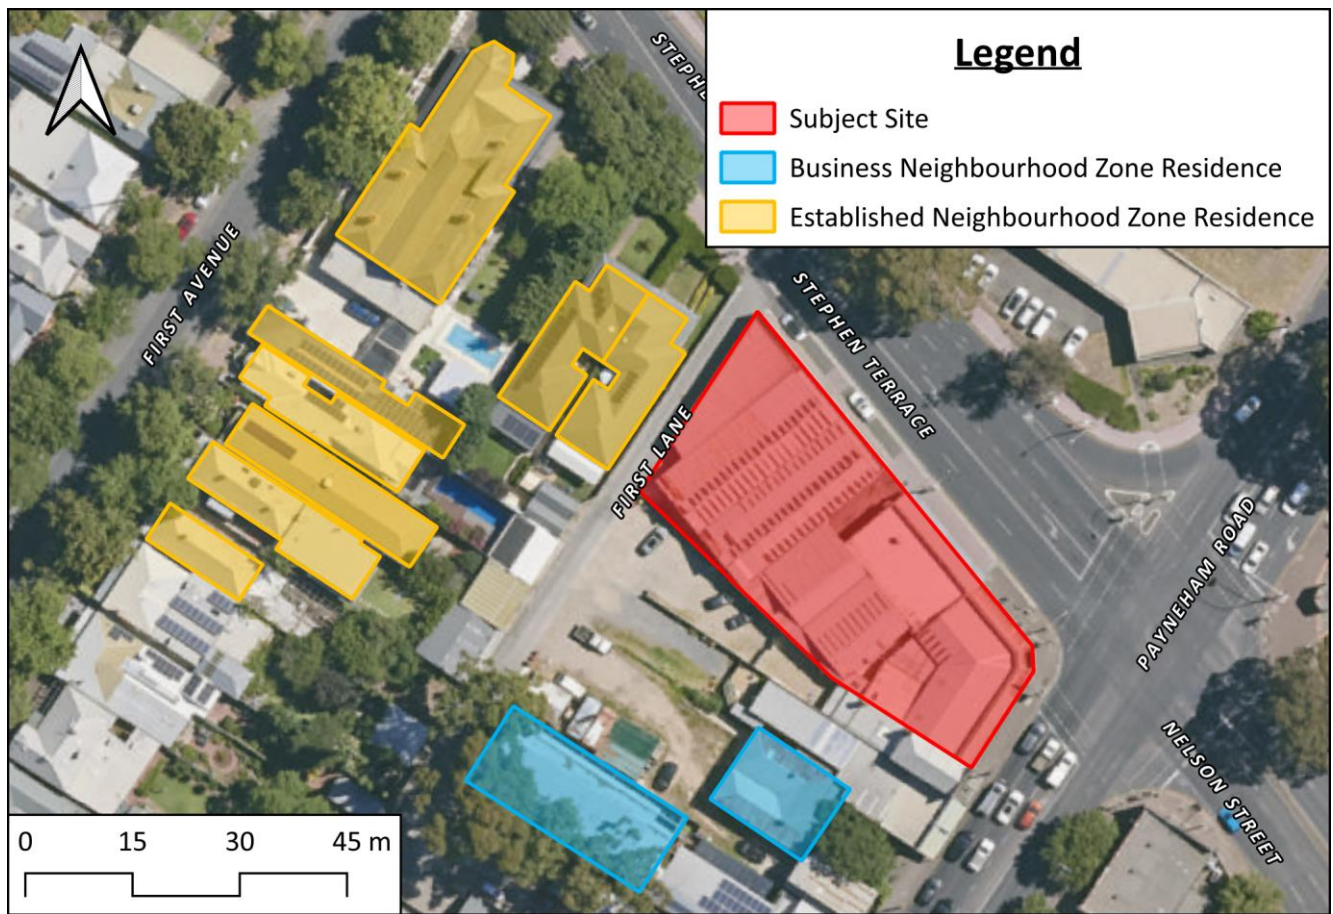 STEPHE
Legend
Subject Site
Business Neighbourhood Zone Residence
Established Neighbourhood Zone Residence
FIRST AVENUE
STEPHEN TERRACE
FIRST LANE
PAYNEHAM ROAD
NELSON STREET
0 15 30 45 m